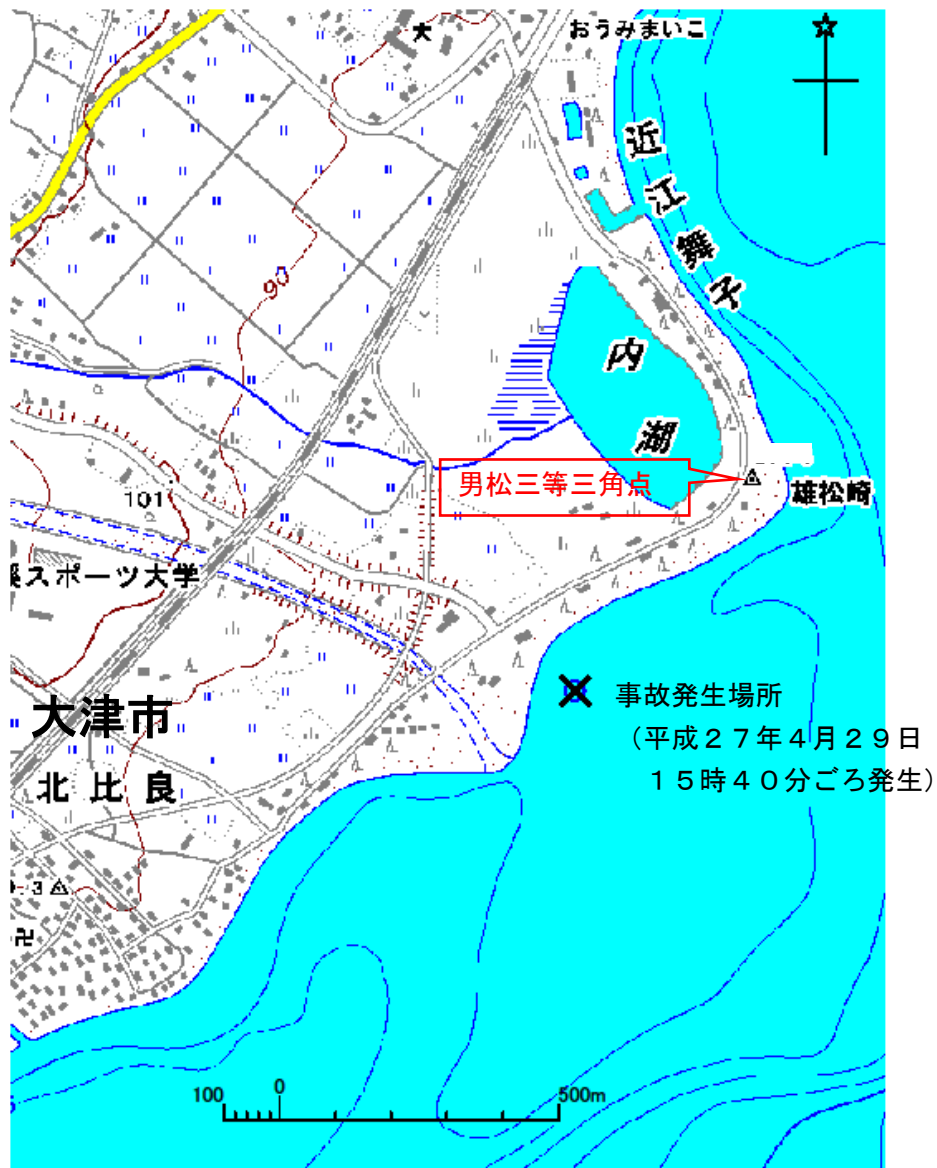 大
おうみまいこ
近江舞子
90
内湖
男松三等三角点
雄松崎
101
スポーツ大学
大津市
北比良
事故発生場所
（平成２７年４月２９日
１５時４０分ごろ発生）
3
卍
100 0 500m